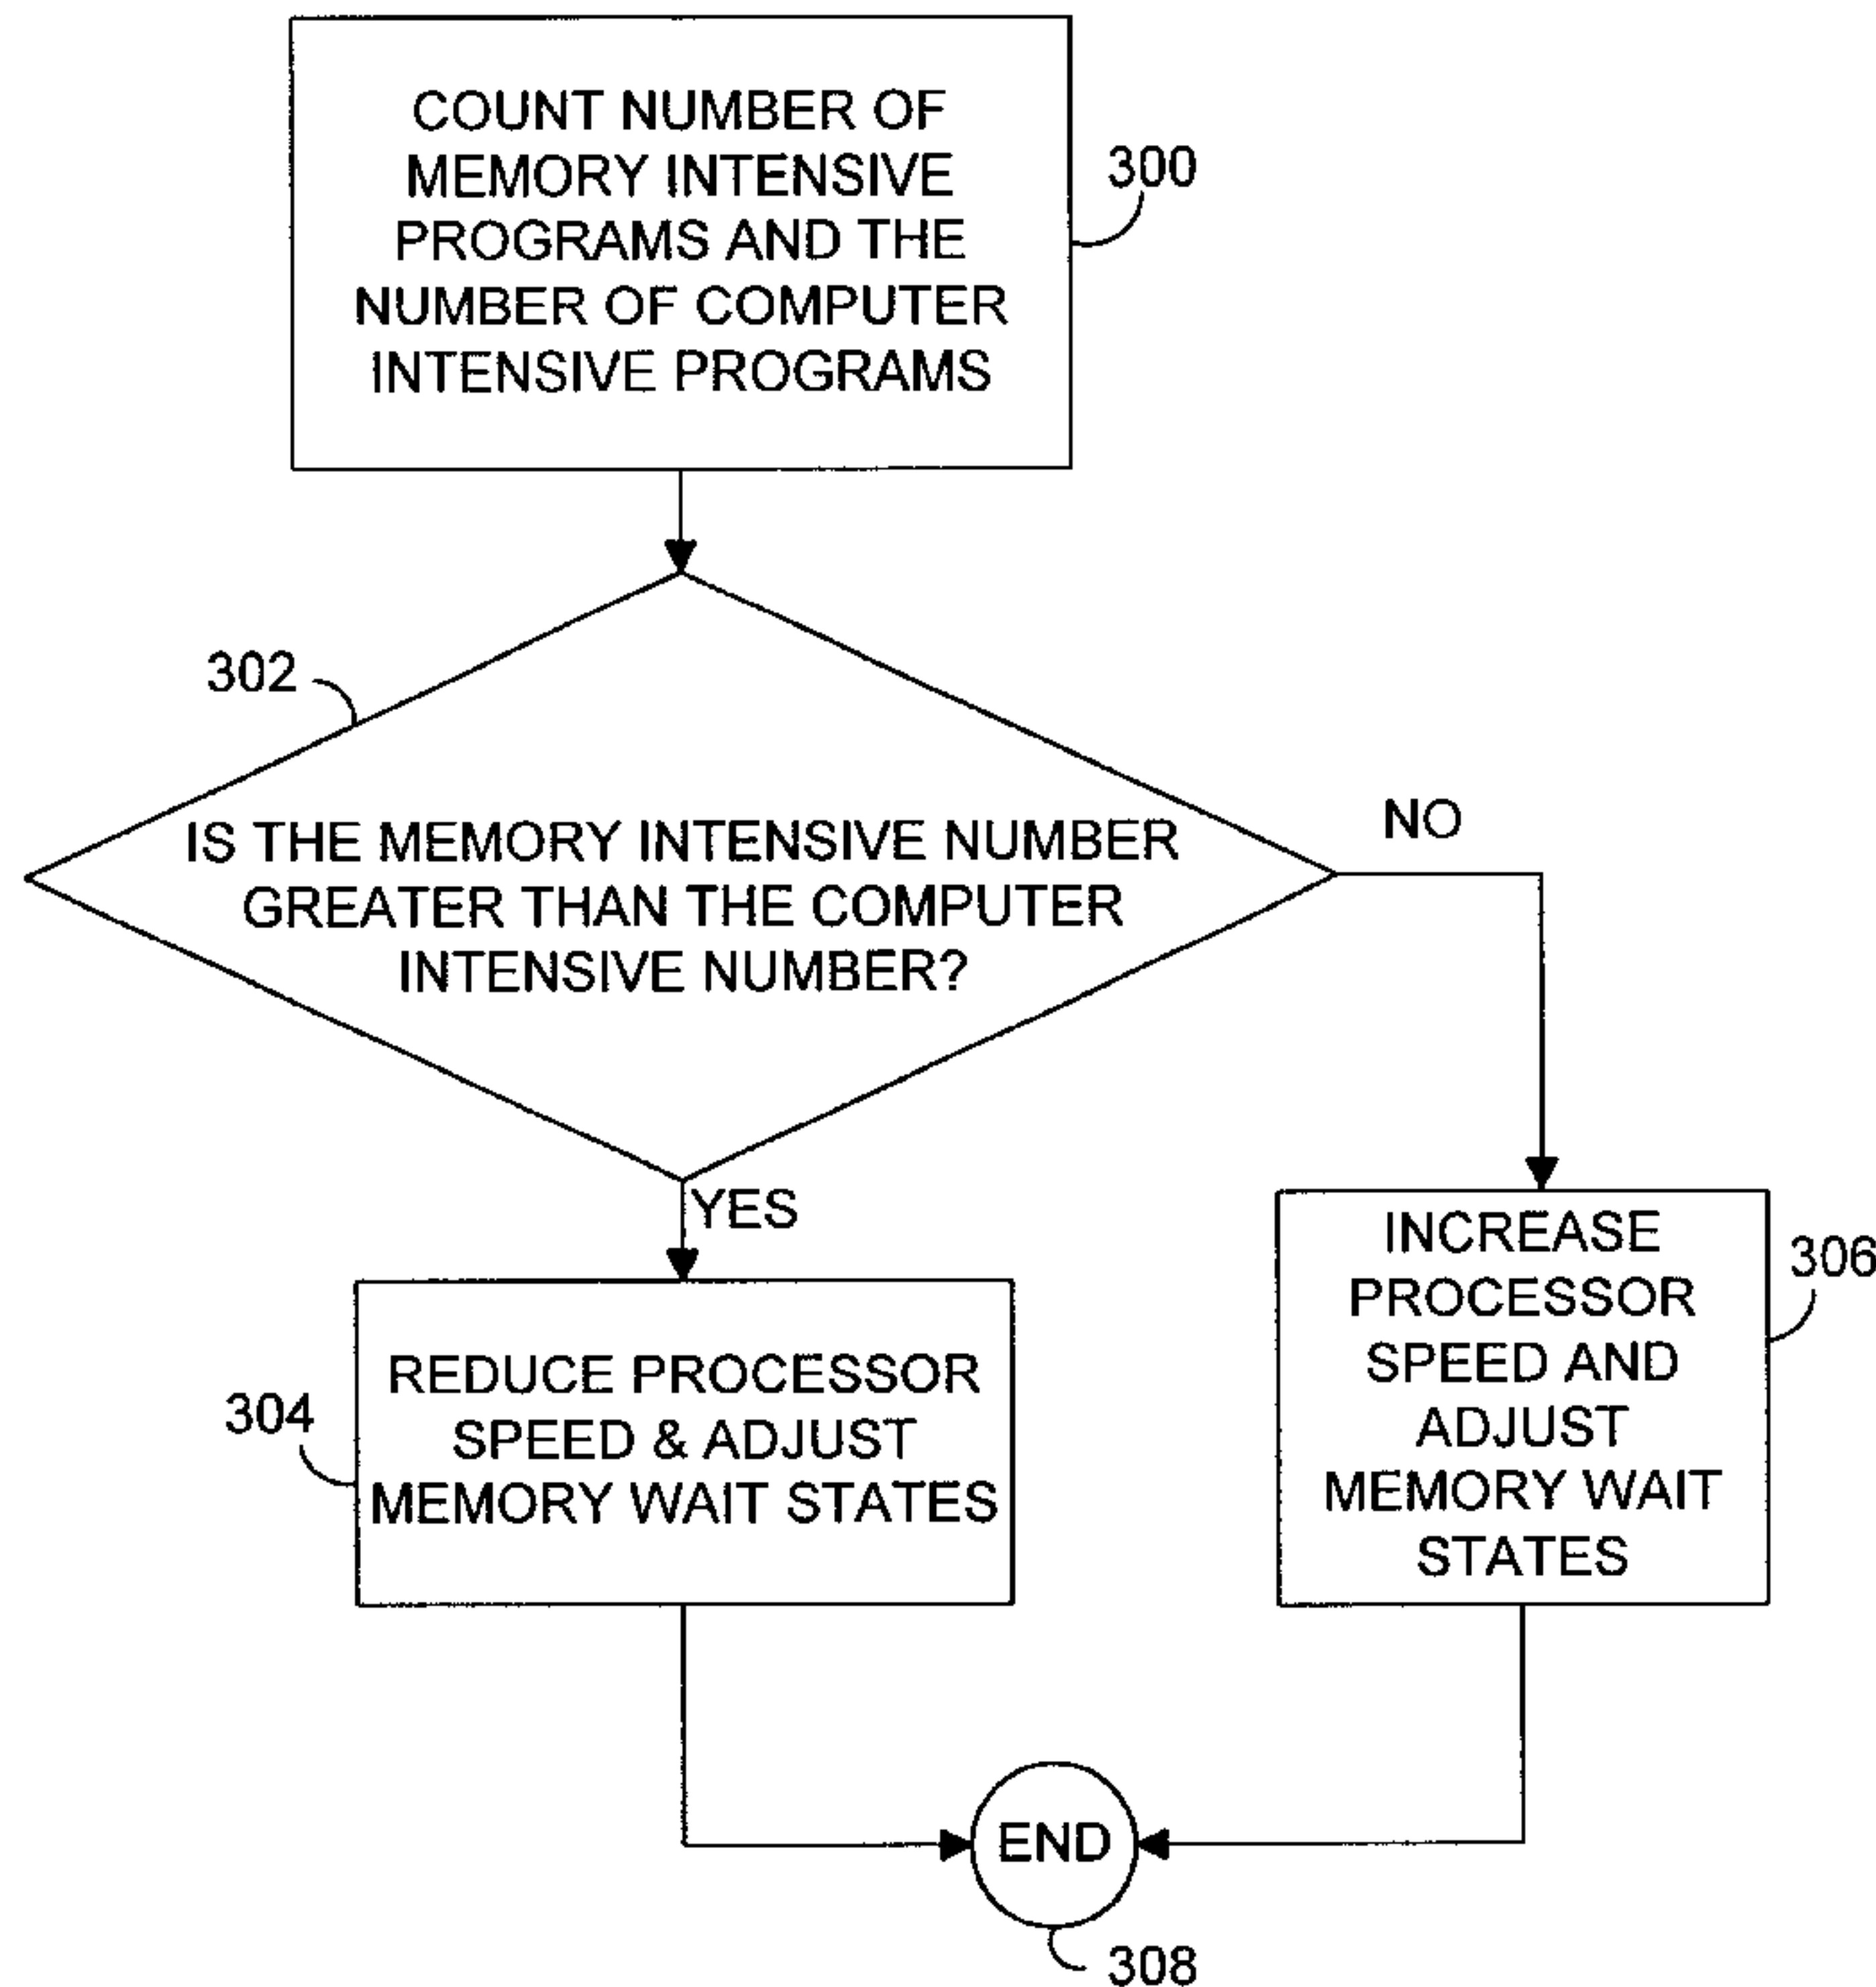 COUNT NUMBER OF
MEMORY INTENSIVE
PROGRAMS AND THE
NUMBER OF COMPUTER
INTENSIVE PROGRAMS
300
302
IS THE MEMORY INTENSIVE NUMBER
GREATER THAN THE COMPUTER
INTENSIVE NUMBER?
NO
YES
REDUCE PROCESSOR
SPEED & ADJUST
MEMORY WAIT STATES
304
INCREASE
PROCESSOR
SPEED AND
ADJUST
MEMORY WAIT
STATES
306
END
308